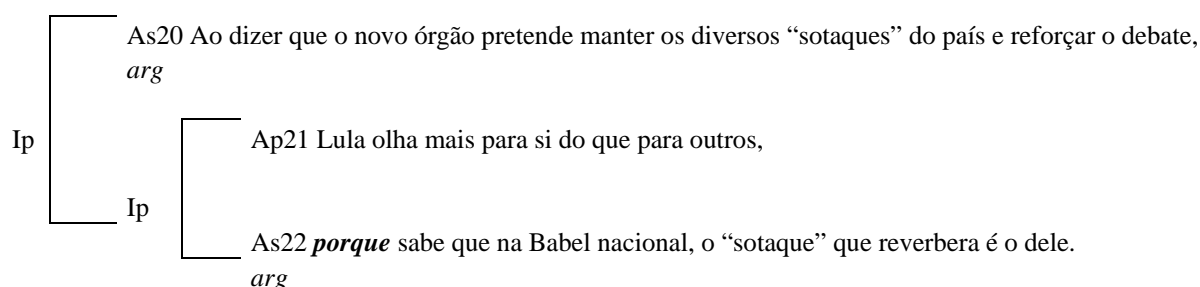 As20 Ao dizer que o novo órgão pretende manter os diversos “sotaques” do país e reforçar o debate,
arg
Ip
Ap21 Lula olha mais para si do que para outros,
Ip
As22 porque sabe que na Babel nacional, o “sotaque” que reverbera é o dele.
arg